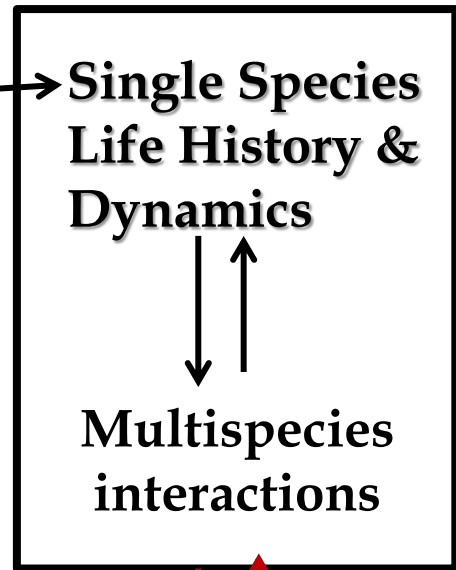 Single Species
Life History &
Dynamics
Multispecies
interactions